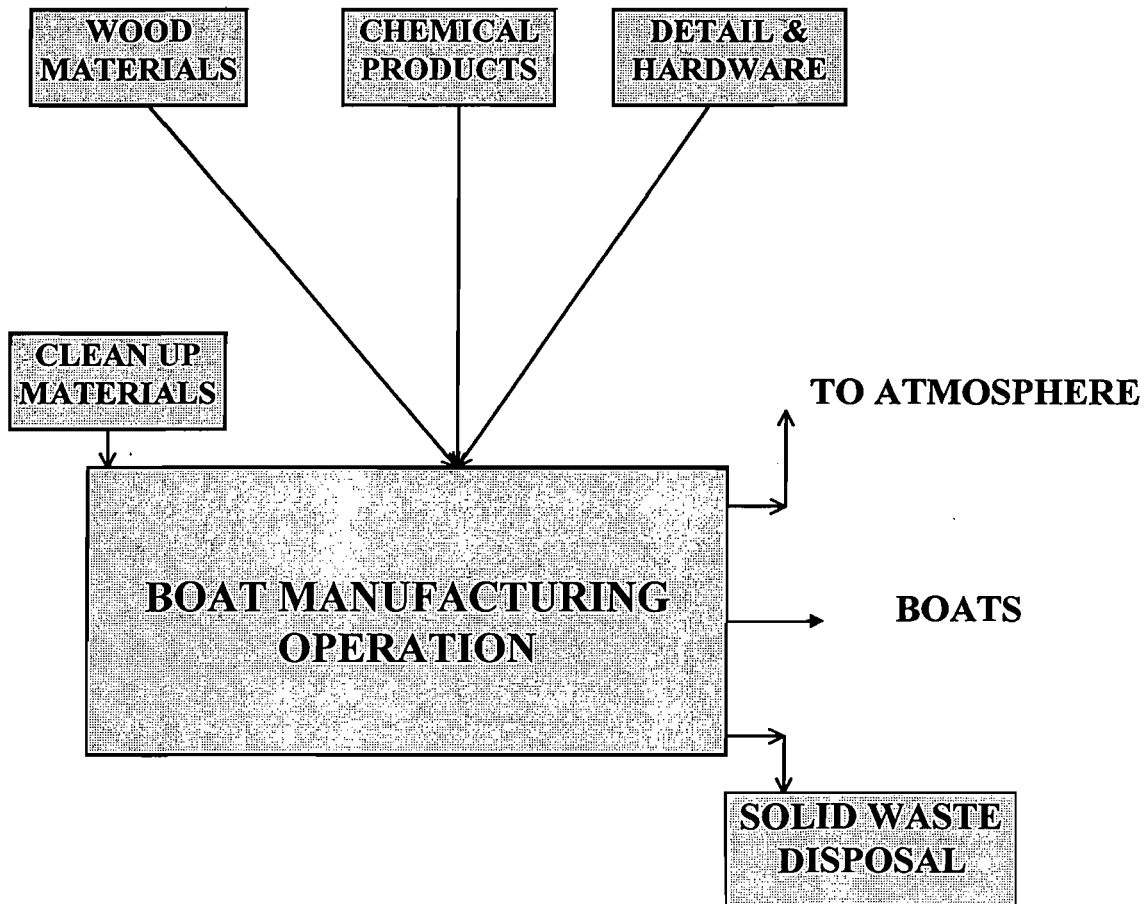 WOOD
MATERIALS
CHEMICAL
PRODUCTS
DETAIL &
HARDWARE
CLEAN UP
MATERIALS
TO ATMOSPHERE
BOAT MANUFACTURING
OPERATION
BOATS
SOLID WASTE
DISPOSAL